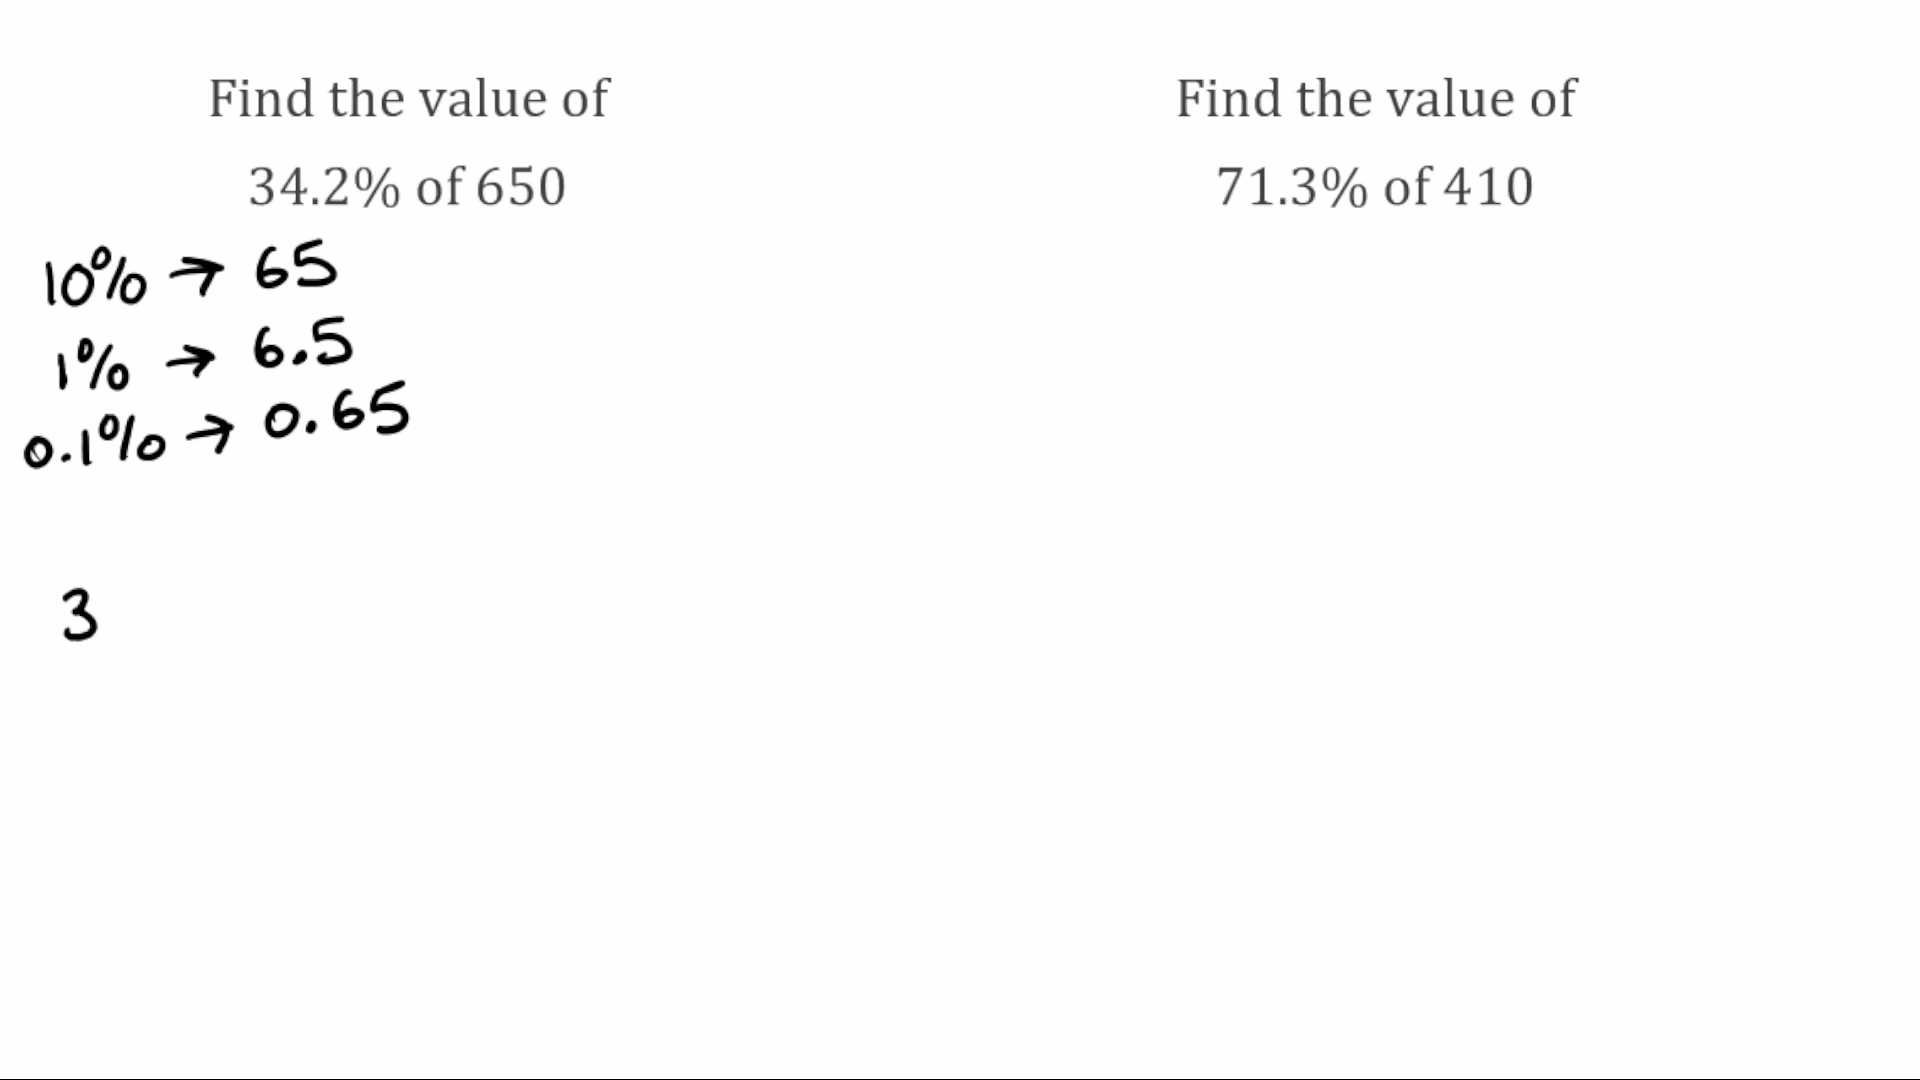 Find the value of
34.2% of 650
10% → 65
1% → 6.5
0.1% → 0.65
3
Find the value of
71.3% of 410